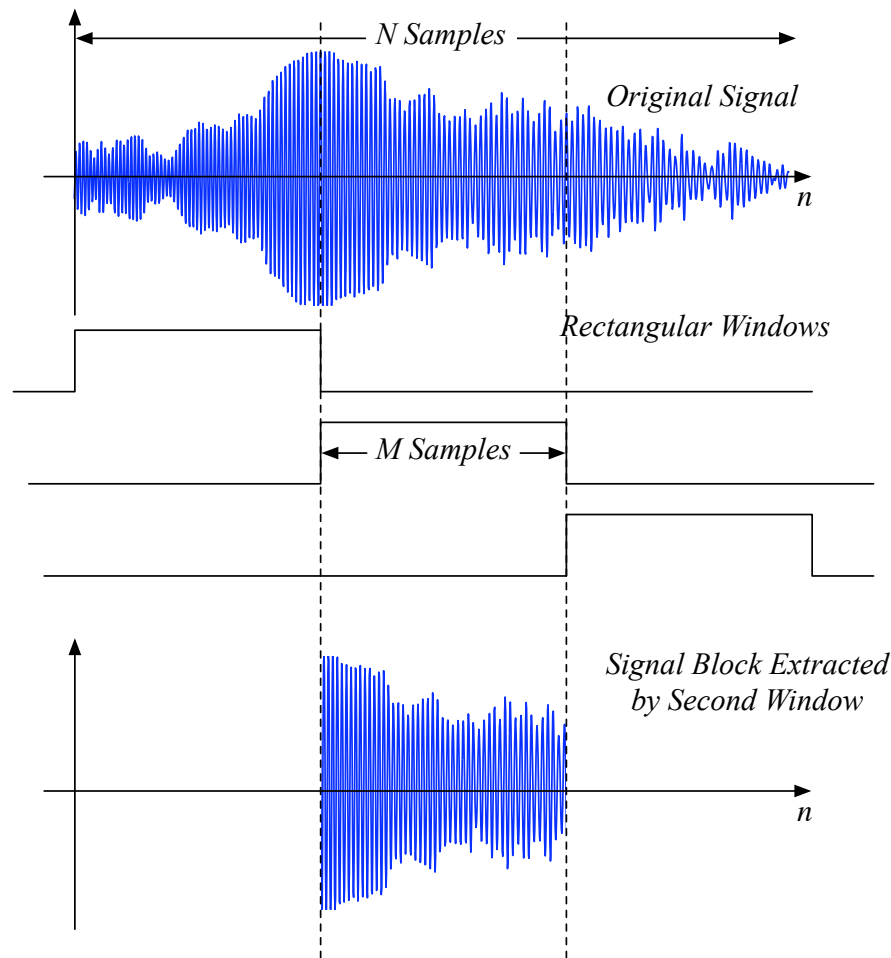 N Samples
Original Signal
n
Rectangular Windows
M Samples
Signal Block Extracted
by Second Window
n